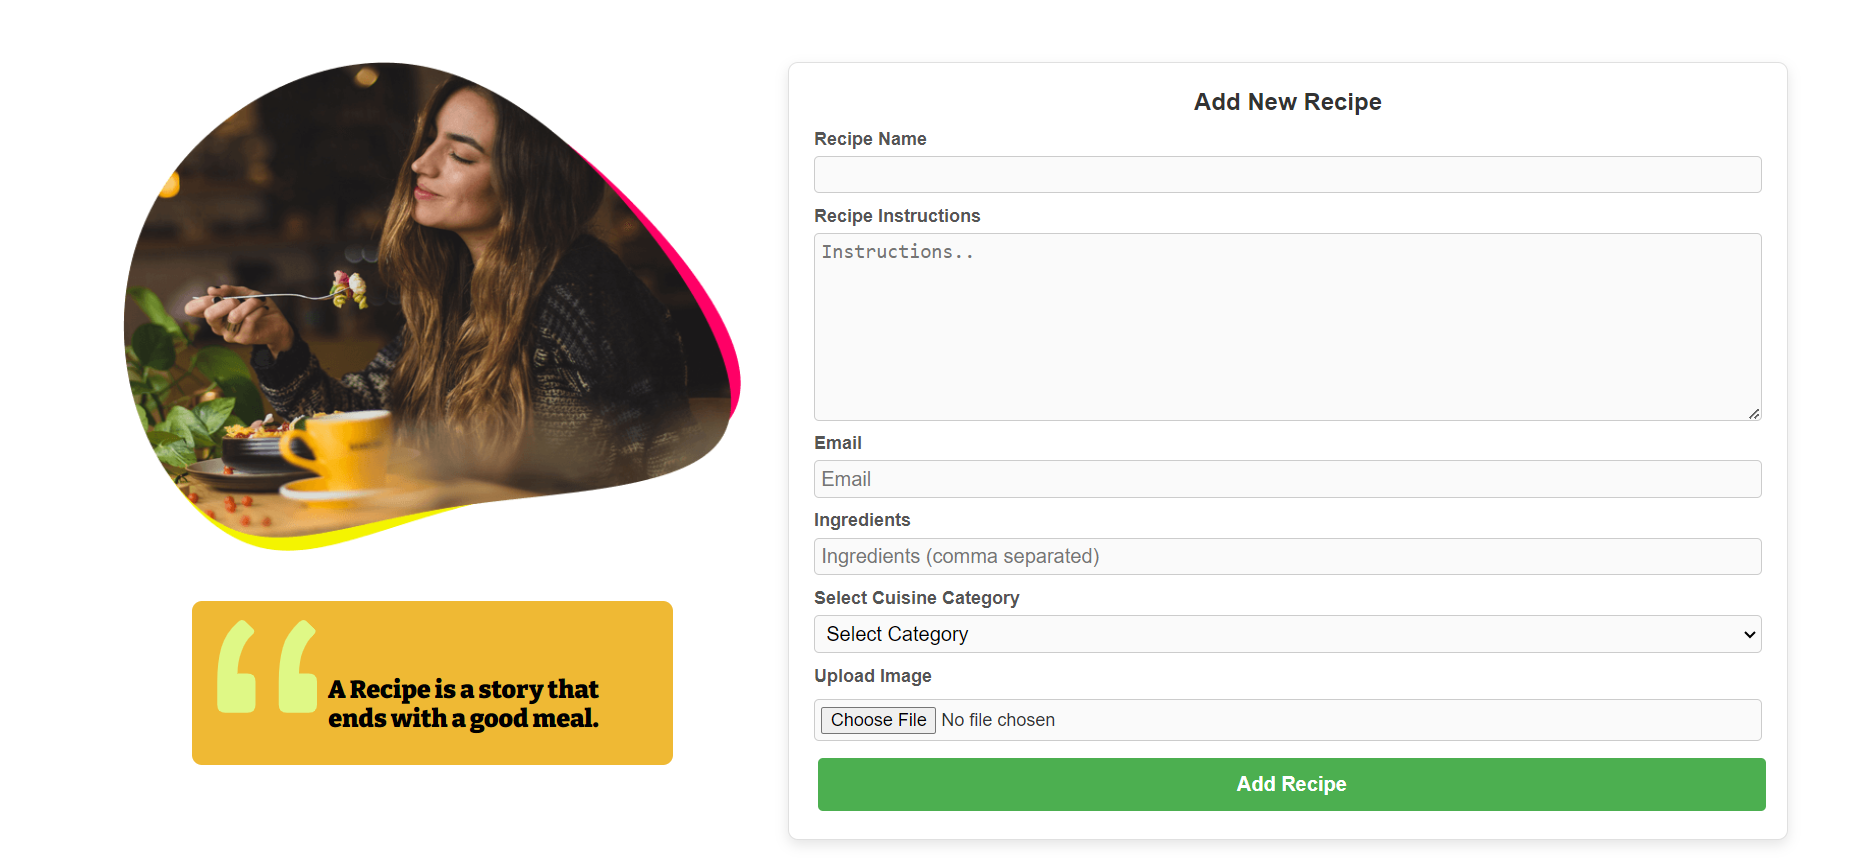 “
A Recipe is a story that
ends with a good meal.
Add New Recipe
Recipe Name
Recipe Instructions
Instructions..
Email
Email
Ingredients
Ingredients (comma separated)
Select Cuisine Category
Select Category
Upload Image
Choose File No file chosen
Add Recipe